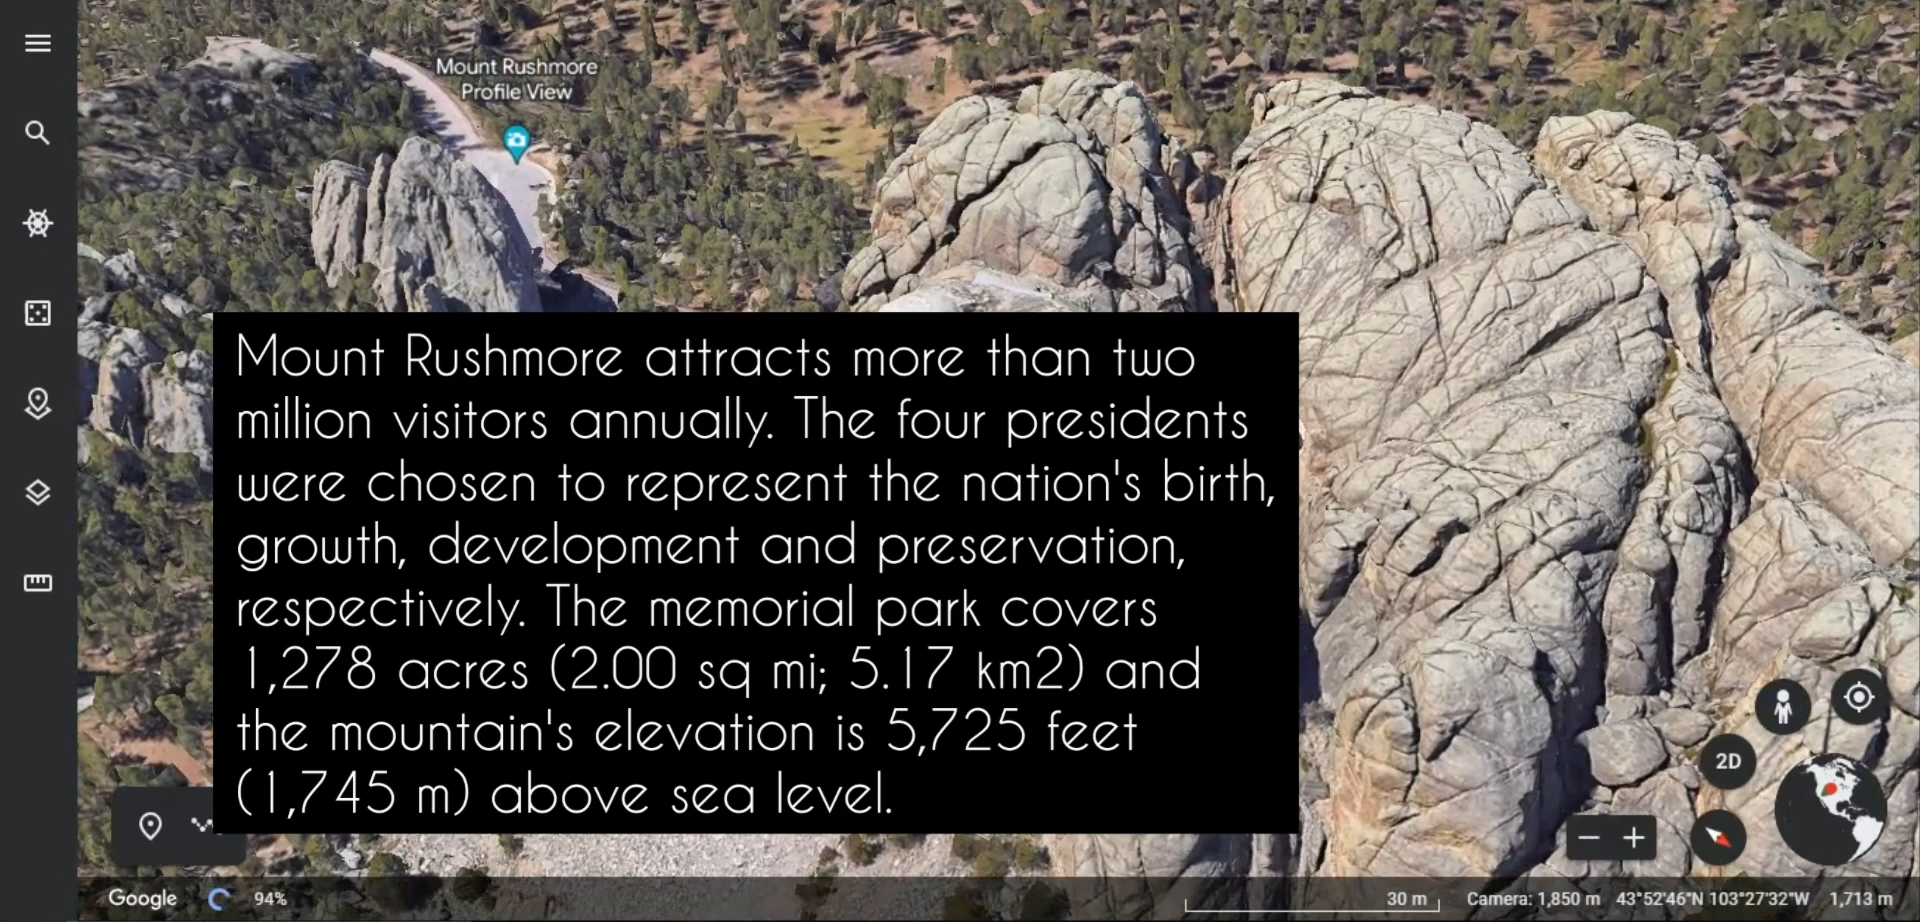 Mount Rushmore
Profile View
Mount Rushmore attracts more than two
million visitors annually. The four presidents
were chosen to represent the nation's birth,
growth, development and preservation,
respectively. The memorial park covers
1,278 acres (2.00 sq mi; 5.17 km2) and
the mountain's elevation is 5,725 feet
(1,745 m) above sea level.
2D
Google
94%
30 m
Camera: 1,850 m
43°52'46"N 103°27'32"W
1,713 m